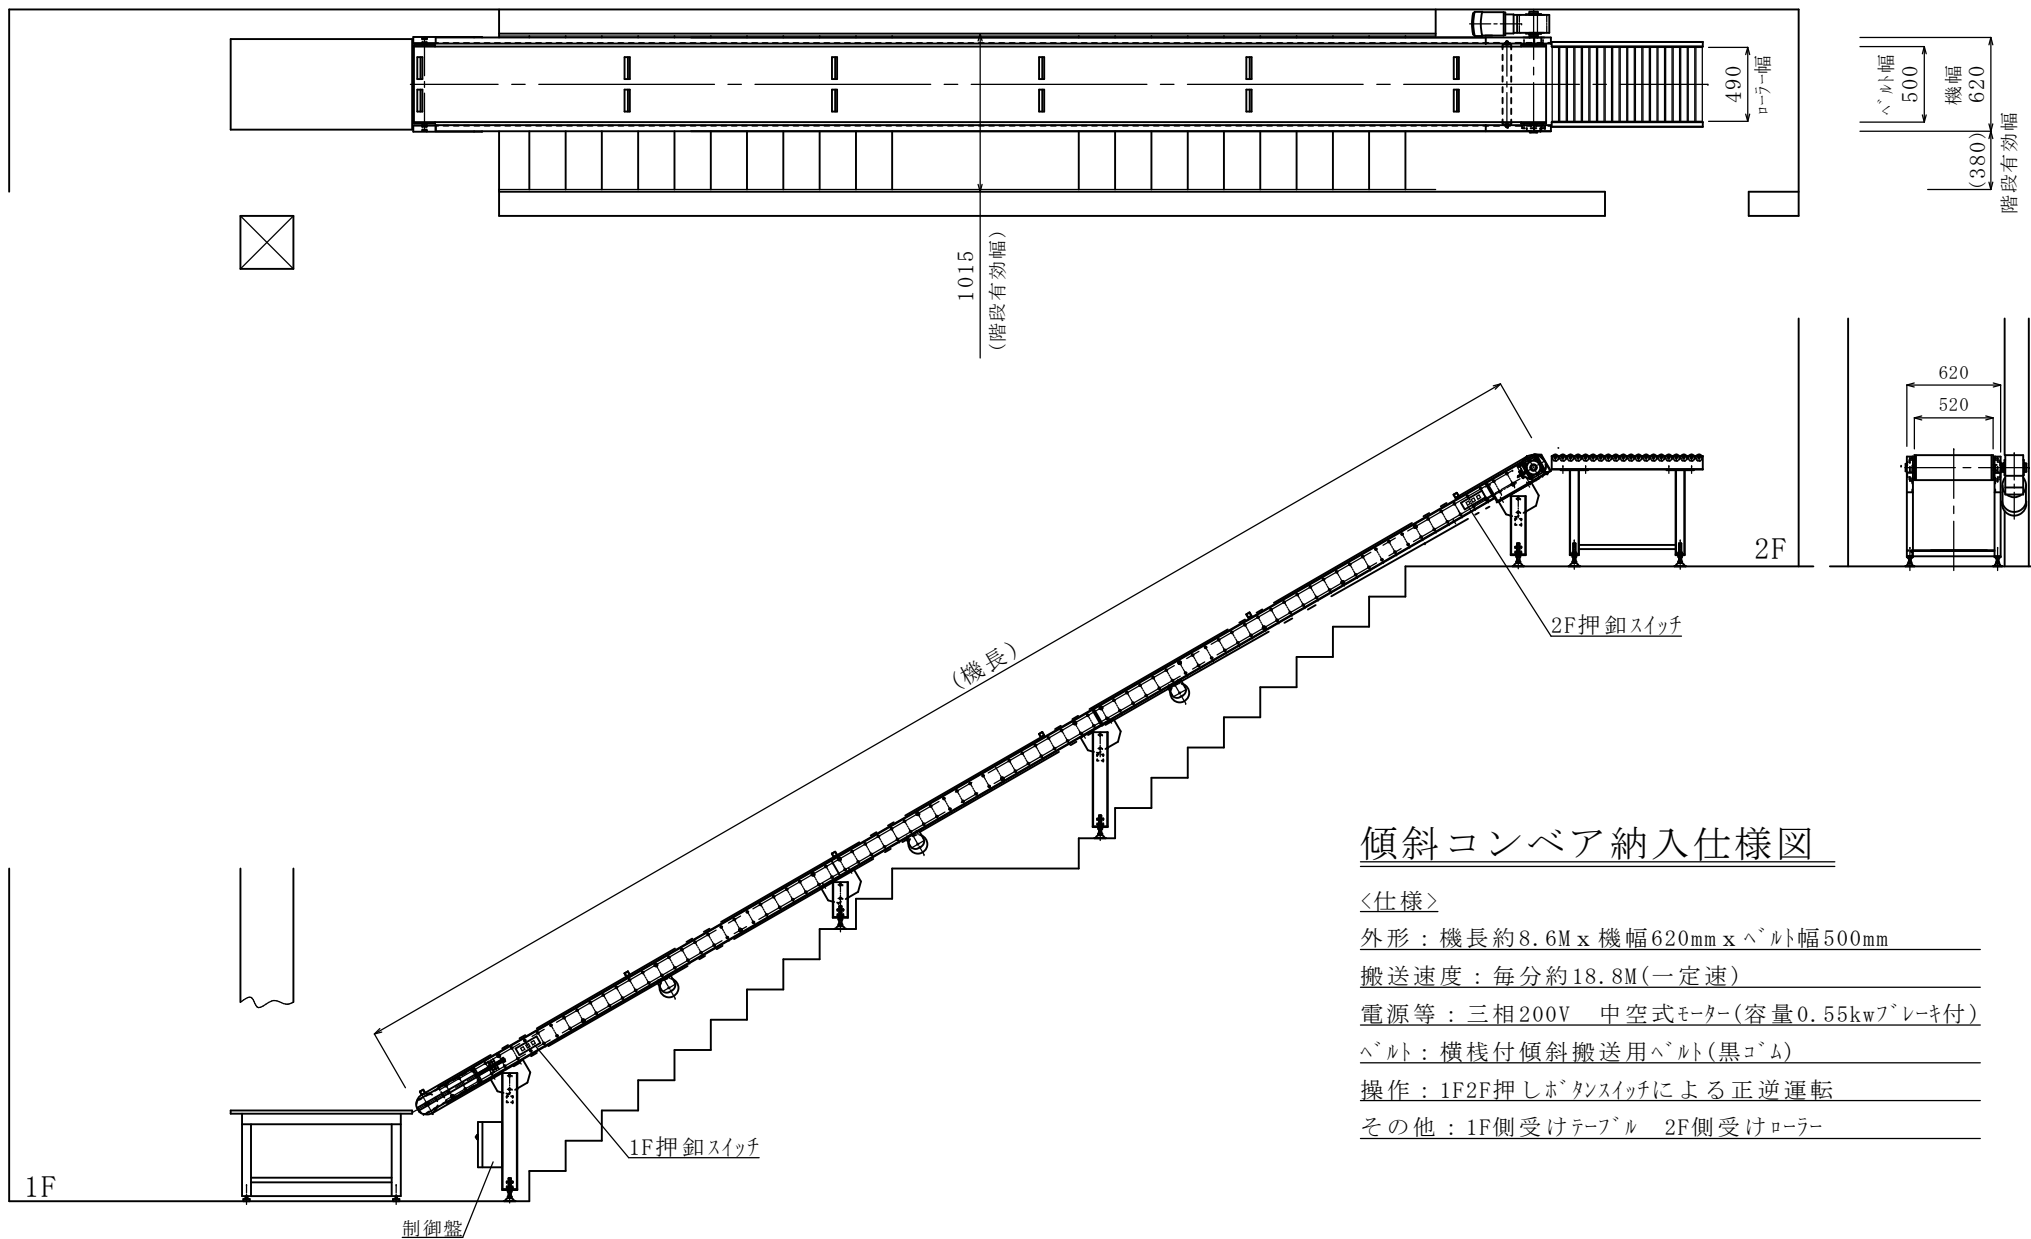 490
ローラー幅
ベルト幅
500
機幅
620
(380)
階段有効幅
1015
(階段有効幅)
620
520
(機長)
2F
2F押釦スイッチ
1F押釦スイッチ
1F
制御盤
傾斜コンベア納入仕様図
<仕様>
外形：機長約8.6M x 機幅620mm x ベルト幅500mm
搬送速度：毎分約18.8M(一定速)
電源等：三相200V　中空式モーター(容量0.55kwブレーキ付)
ベルト：横桟付傾斜搬送用ベルト(黒ゴム)
操作：1F2F押しボタンスイッチによる正逆運転
その他：1F側受けテーブル　2F側受けローラー